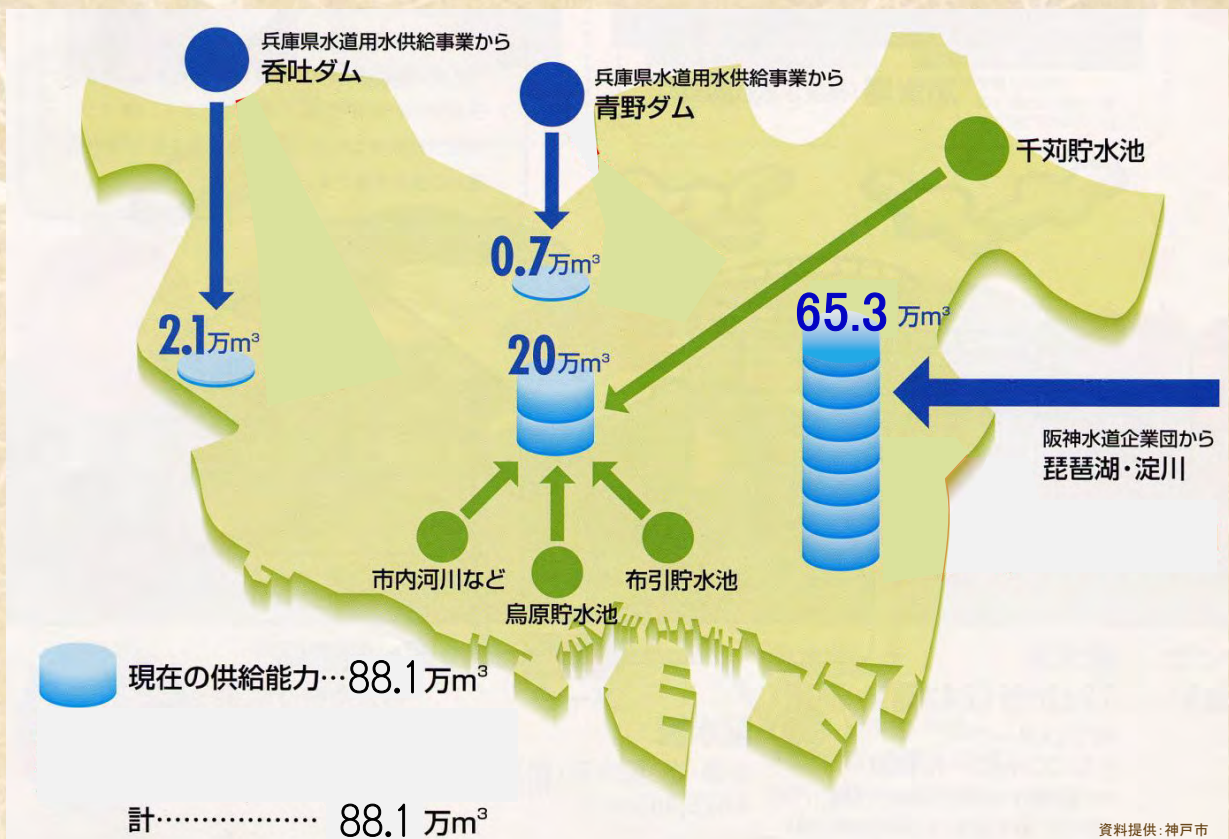 兵庫県水道用水供給事業から
呑吐ダム
兵庫県水道用水供給事業から
青野ダム
千苅貯水池
0.7万m³
2.1万m³
65.3 万m³
20万m³
阪神水道企業団から
琵琶湖・淀川
市内河川など
烏原貯水池
布引貯水池
現在の供給能力…88.1万m³
計……………… 88.1 万m³
資料提供:神戸市